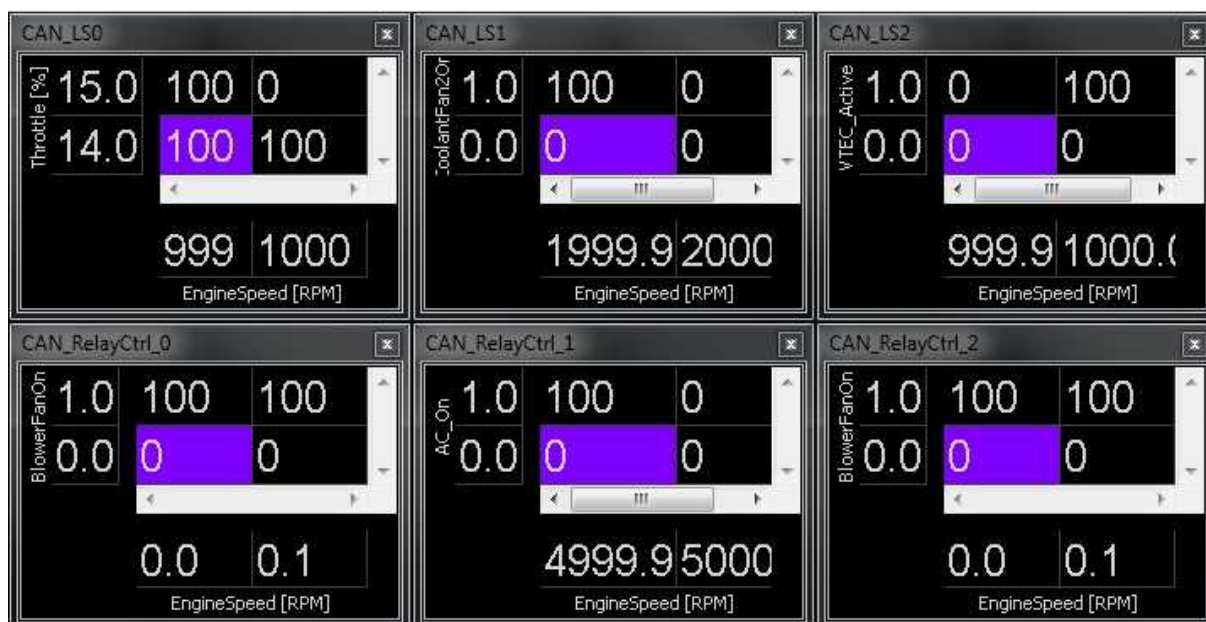 CAN_LS0
Throttle [%]
15.0 100 0
14.0 100 100
999 1000
EngineSpeed [RPM]
CAN_LS1
CoolantFan2Or
1.0 100 0
0.0 0 0
1999.9 2000
EngineSpeed [RPM]
CAN_LS2
VTEC_Active
1.0 0 100
0.0 0 0
999.9 1000.(
EngineSpeed [RPM]
CAN_RelayCtrl_0
BlowerFanOn
1.0 100 100
0.0 0 0
0.0 0.1
EngineSpeed [RPM]
CAN_RelayCtrl_1
AC_On
1.0 100 0
0.0 0 0
4999.9 5000
EngineSpeed [RPM]
CAN_RelayCtrl_2
BlowerFanOn
1.0 100 100
0.0 0 0
0.0 0.1
EngineSpeed [RPM]